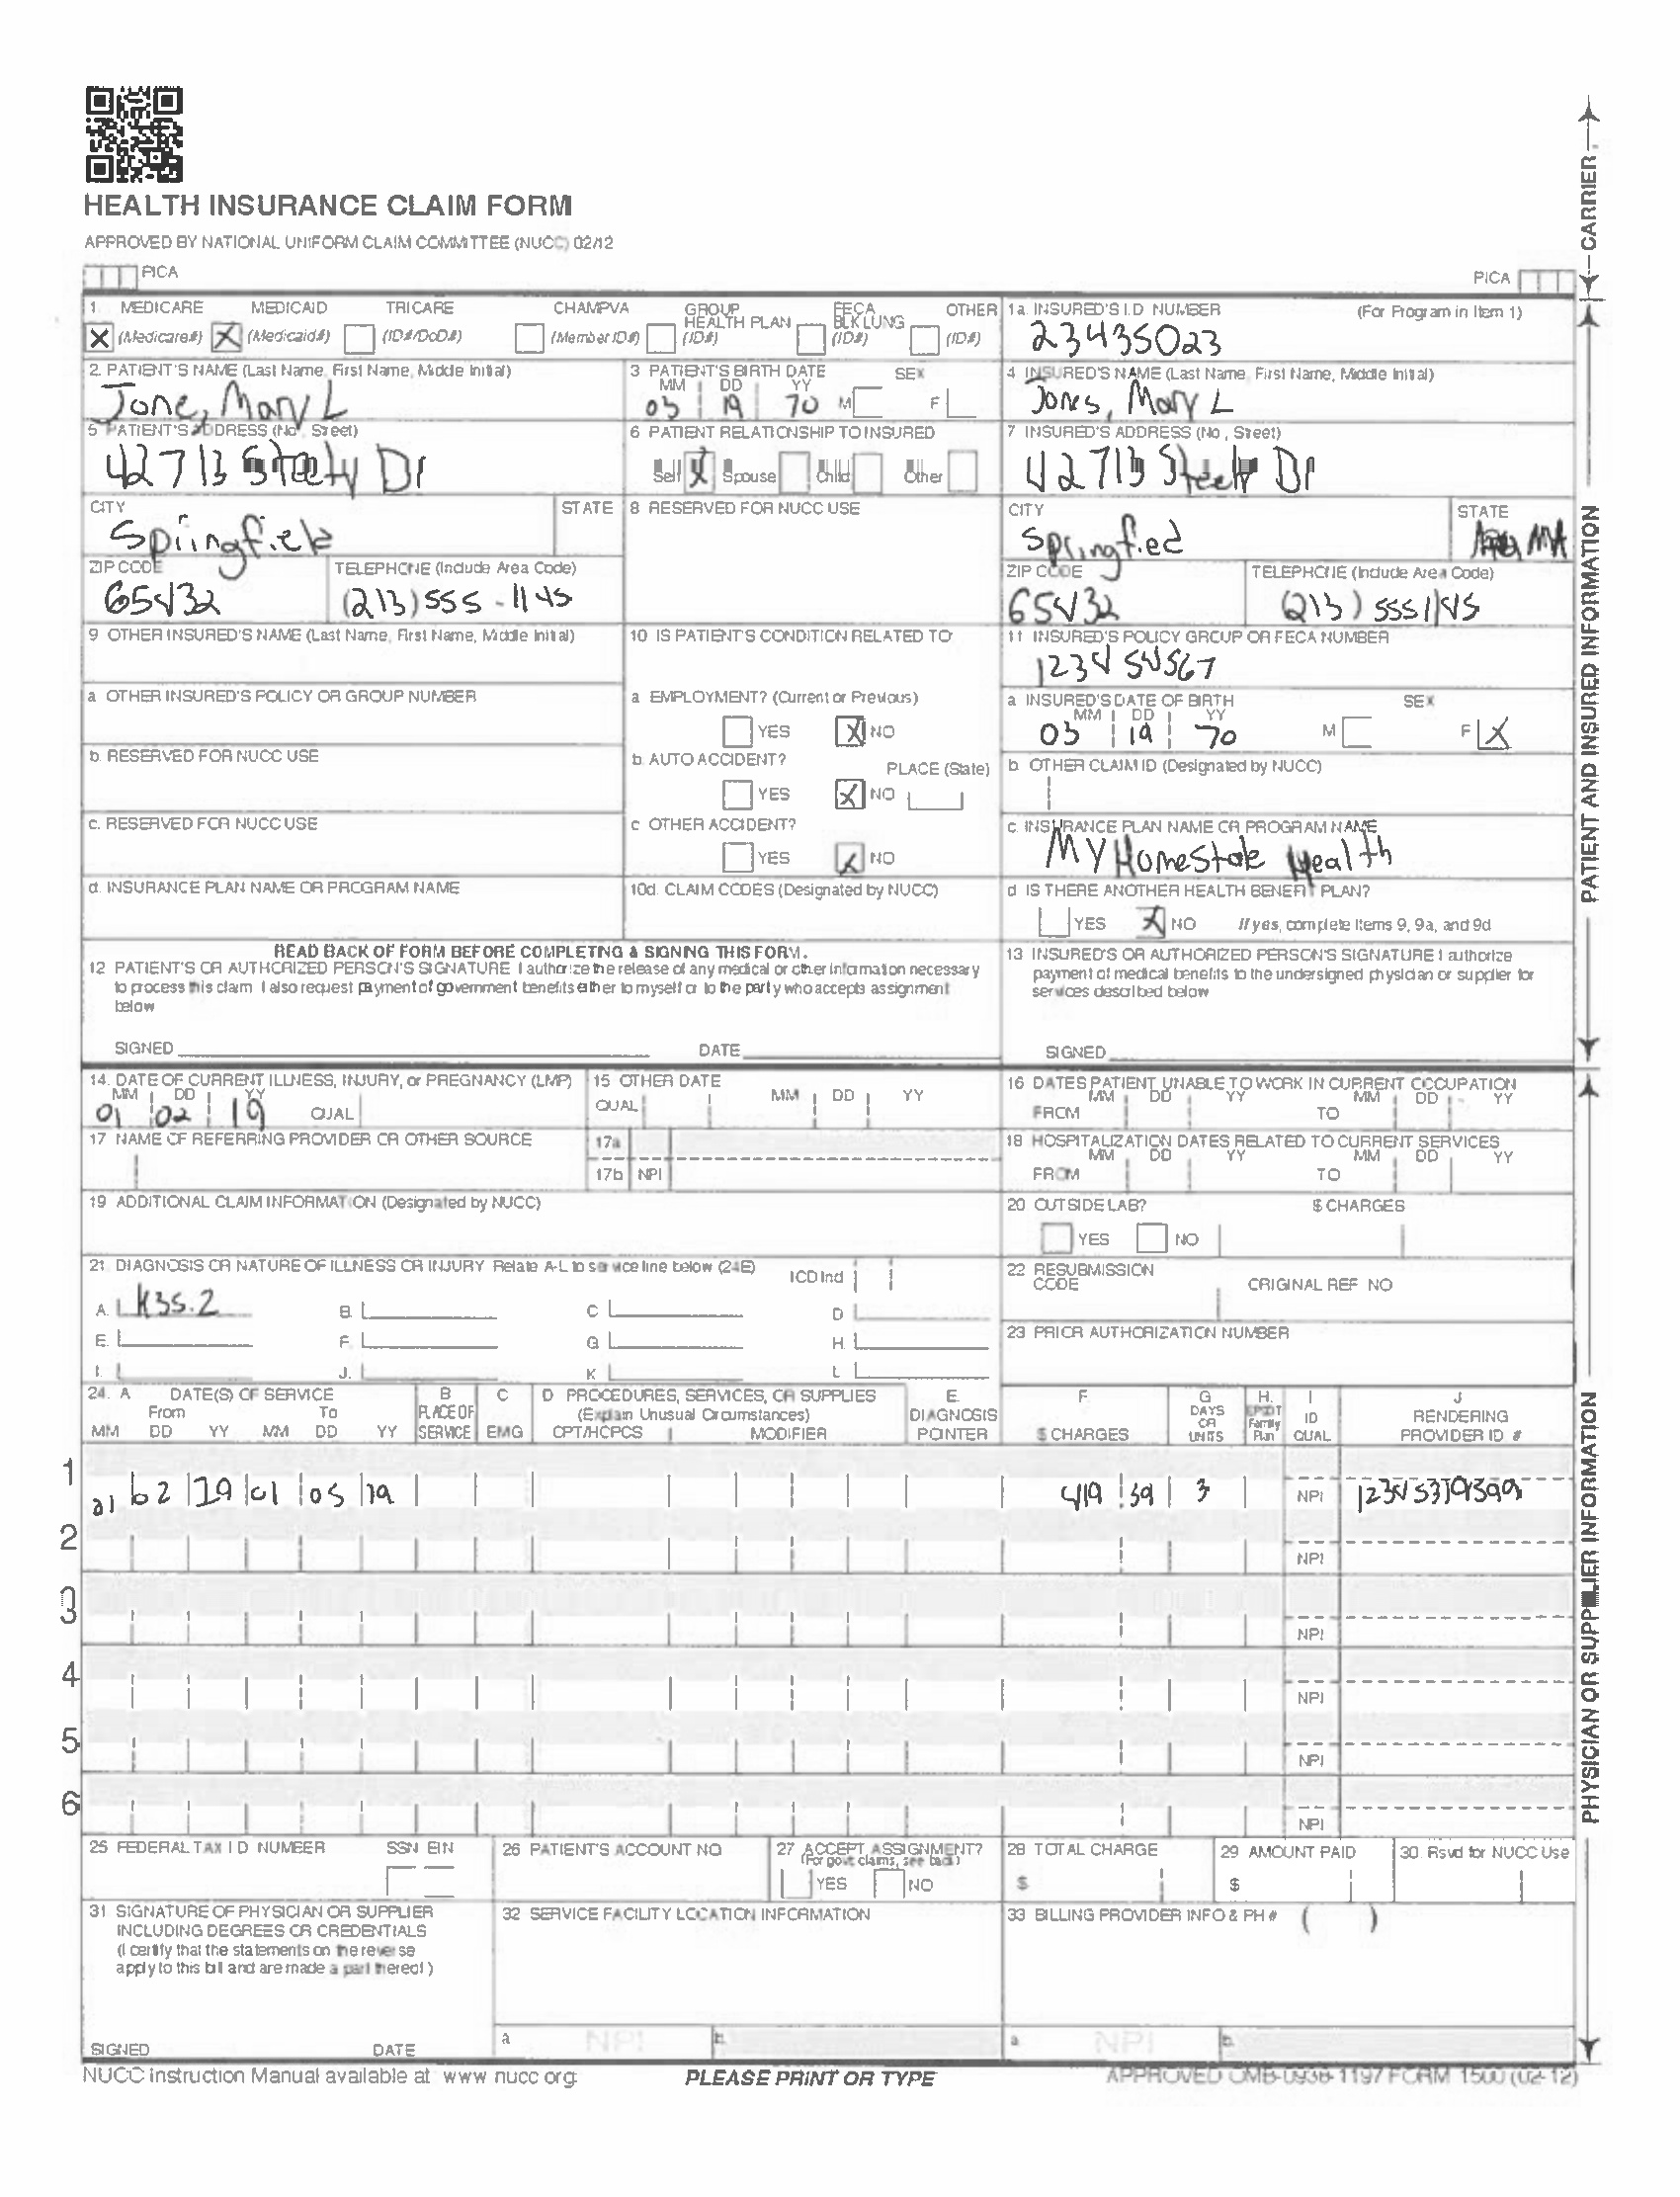 HEALTH INSURANCE CLAIM FORM
APPROVED BY NATIONAL UNIFORM CLAIM COMMITTEE (NUCC) 02/12
PICA PICA
CARRIER
1. MEDICARE MEDICAID TRICARE CHAMPVA GROUP HEALTH PLAN FECA BLK LUNG OTHER
X (Medicare#) X (Medicaid#) (ID#/DoD#) (Member ID#) (ID#) (ID#) (ID#)
1a. INSURED'S I.D. NUMBER (For Program in Item 1)
23435023
2. PATIENT'S NAME (Last Name, First Name, Middle Initial)
Jone, Mary L
3 PATIENT'S BIRTH DATE SEX
MM DD YY
03 19 70 M F
4 INSURED'S NAME (Last Name, First Name, Middle Initial)
Jones, Mary L
5 PATIENT'S ADDRESS (No, Street)
42713 Steety Dr
6 PATIENT RELATIONSHIP TO INSURED
Self X Spouse Child Other
7 INSURED'S ADDRESS (No, Street)
42713 Dr
CITY STATE
Springfield
8 RESERVED FOR NUCC USE
CITY STATE
Springfied MA
ZIP CODE TELEPHONE (Include Area Code)
65432 (213) 555-1145
ZIP CODE TELEPHONE (Include Area Code)
65432 (213) 5551145
9 OTHER INSURED'S NAME (Last Name, First Name, Middle Initial)
10 IS PATIENT'S CONDITION RELATED TO
11 INSURED'S POLICY GROUP OR FECA NUMBER
123454567
a OTHER INSURED'S POLICY OR GROUP NUMBER
a EMPLOYMENT? (Current or Previous)
YES X NO
a INSURED'S DATE OF BIRTH SEX
MM DD YY
03 19 70 M F X
b. RESERVED FOR NUCC USE
b. AUTO ACCIDENT? PLACE (State)
YES X NO
b. OTHER CLAIM ID (Designated by NUCC)
c. RESERVED FOR NUCC USE
c OTHER ACCIDENT?
YES X NO
c. INSURANCE PLAN NAME OR PROGRAM NAME
My HomeState Health
d. INSURANCE PLAN NAME OR PROGRAM NAME
10d. CLAIM CODES (Designated by NUCC)
d IS THERE ANOTHER HEALTH BENEFIT PLAN?
YES X NO If yes, complete items 9, 9a, and 9d
PATIENT AND INSURED INFORMATION
READ BACK OF FORM BEFORE COMPLETING & SIGNING THIS FORM.
12 PATIENT'S OR AUTHORIZED PERSON'S SIGNATURE I authorize the release of any medical or other information necessary
to process this claim I also request payment of government benefits either to myself or to the party who accepts assignment
below
SIGNED DATE
13 INSURED'S OR AUTHORIZED PERSON'S SIGNATURE I authorize
payment of medical benefits to the undersigned physician or supplier for
services described below
SIGNED
14. DATE OF CURRENT ILLNESS, INJURY, or PREGNANCY (LMP)
MM DD YY
01 02 19 QUAL
15 OTHER DATE
QUAL MM DD YY
16 DATES PATIENT UNABLE TO WORK IN CURRENT OCCUPATION
MM DD YY MM DD YY
FROM TO
17 NAME OF REFERRING PROVIDER OR OTHER SOURCE
17a
17b NPI
18 HOSPITALIZATION DATES RELATED TO CURRENT SERVICES
MM DD YY MM DD YY
FROM TO
19 ADDITIONAL CLAIM INFORMATION (Designated by NUCC)
20 OUTSIDE LAB? $ CHARGES
YES NO
21 DIAGNOSIS OR NATURE OF ILLNESS OR INJURY Relate A-L to service line below (24E) ICD Ind
A. K35.2 B. C D
E. F. G H.
I. J. K L
22 RESUBMISSION
CODE ORIGINAL REF NO
23 PRIOR AUTHORIZATION NUMBER
24. A DATE(S) OF SERVICE B C D PROCEDURES, SERVICES, OR SUPPLIES E. F G H. I J
From To PLACE OF (Explain Unusual Circumstances) DIAGNOSIS DAYS OR UNITS EPSDT Family Plan ID QUAL RENDERING
MM DD YY MM DD YY SERVICE EMG CPT/HCPCS MODIFIER POINTER $ CHARGES PROVIDER ID #
1 01 02 19 01 05 19 419 39 3 NPI
2 NPI
3 NPI
4 NPI
5 NPI
6 NPI
25 FEDERAL TAX I D NUMBER SSN EIN
26 PATIENT'S ACCOUNT NO
27 ACCEPT ASSIGNMENT?
(For govt claims, see back)
YES NO
28 TOTAL CHARGE
$
29 AMOUNT PAID
$
30. Rsvd for NUCC Use
31 SIGNATURE OF PHYSICIAN OR SUPPLIER
INCLUDING DEGREES OR CREDENTIALS
(I certify that the statements on the reverse
apply to this bill and are made a part thereof)
SIGNED DATE
32 SERVICE FACILITY LOCATION INFORMATION
a NPI b.
33 BILLING PROVIDER INFO & PH # ( )
a NPI b.
PHYSICIAN OR SUPPLIER INFORMATION
NUCC Instruction Manual available at www nucc org
PLEASE PRINT OR TYPE
APPROVED OMB-0938-1197 FORM 1500 (02-12)